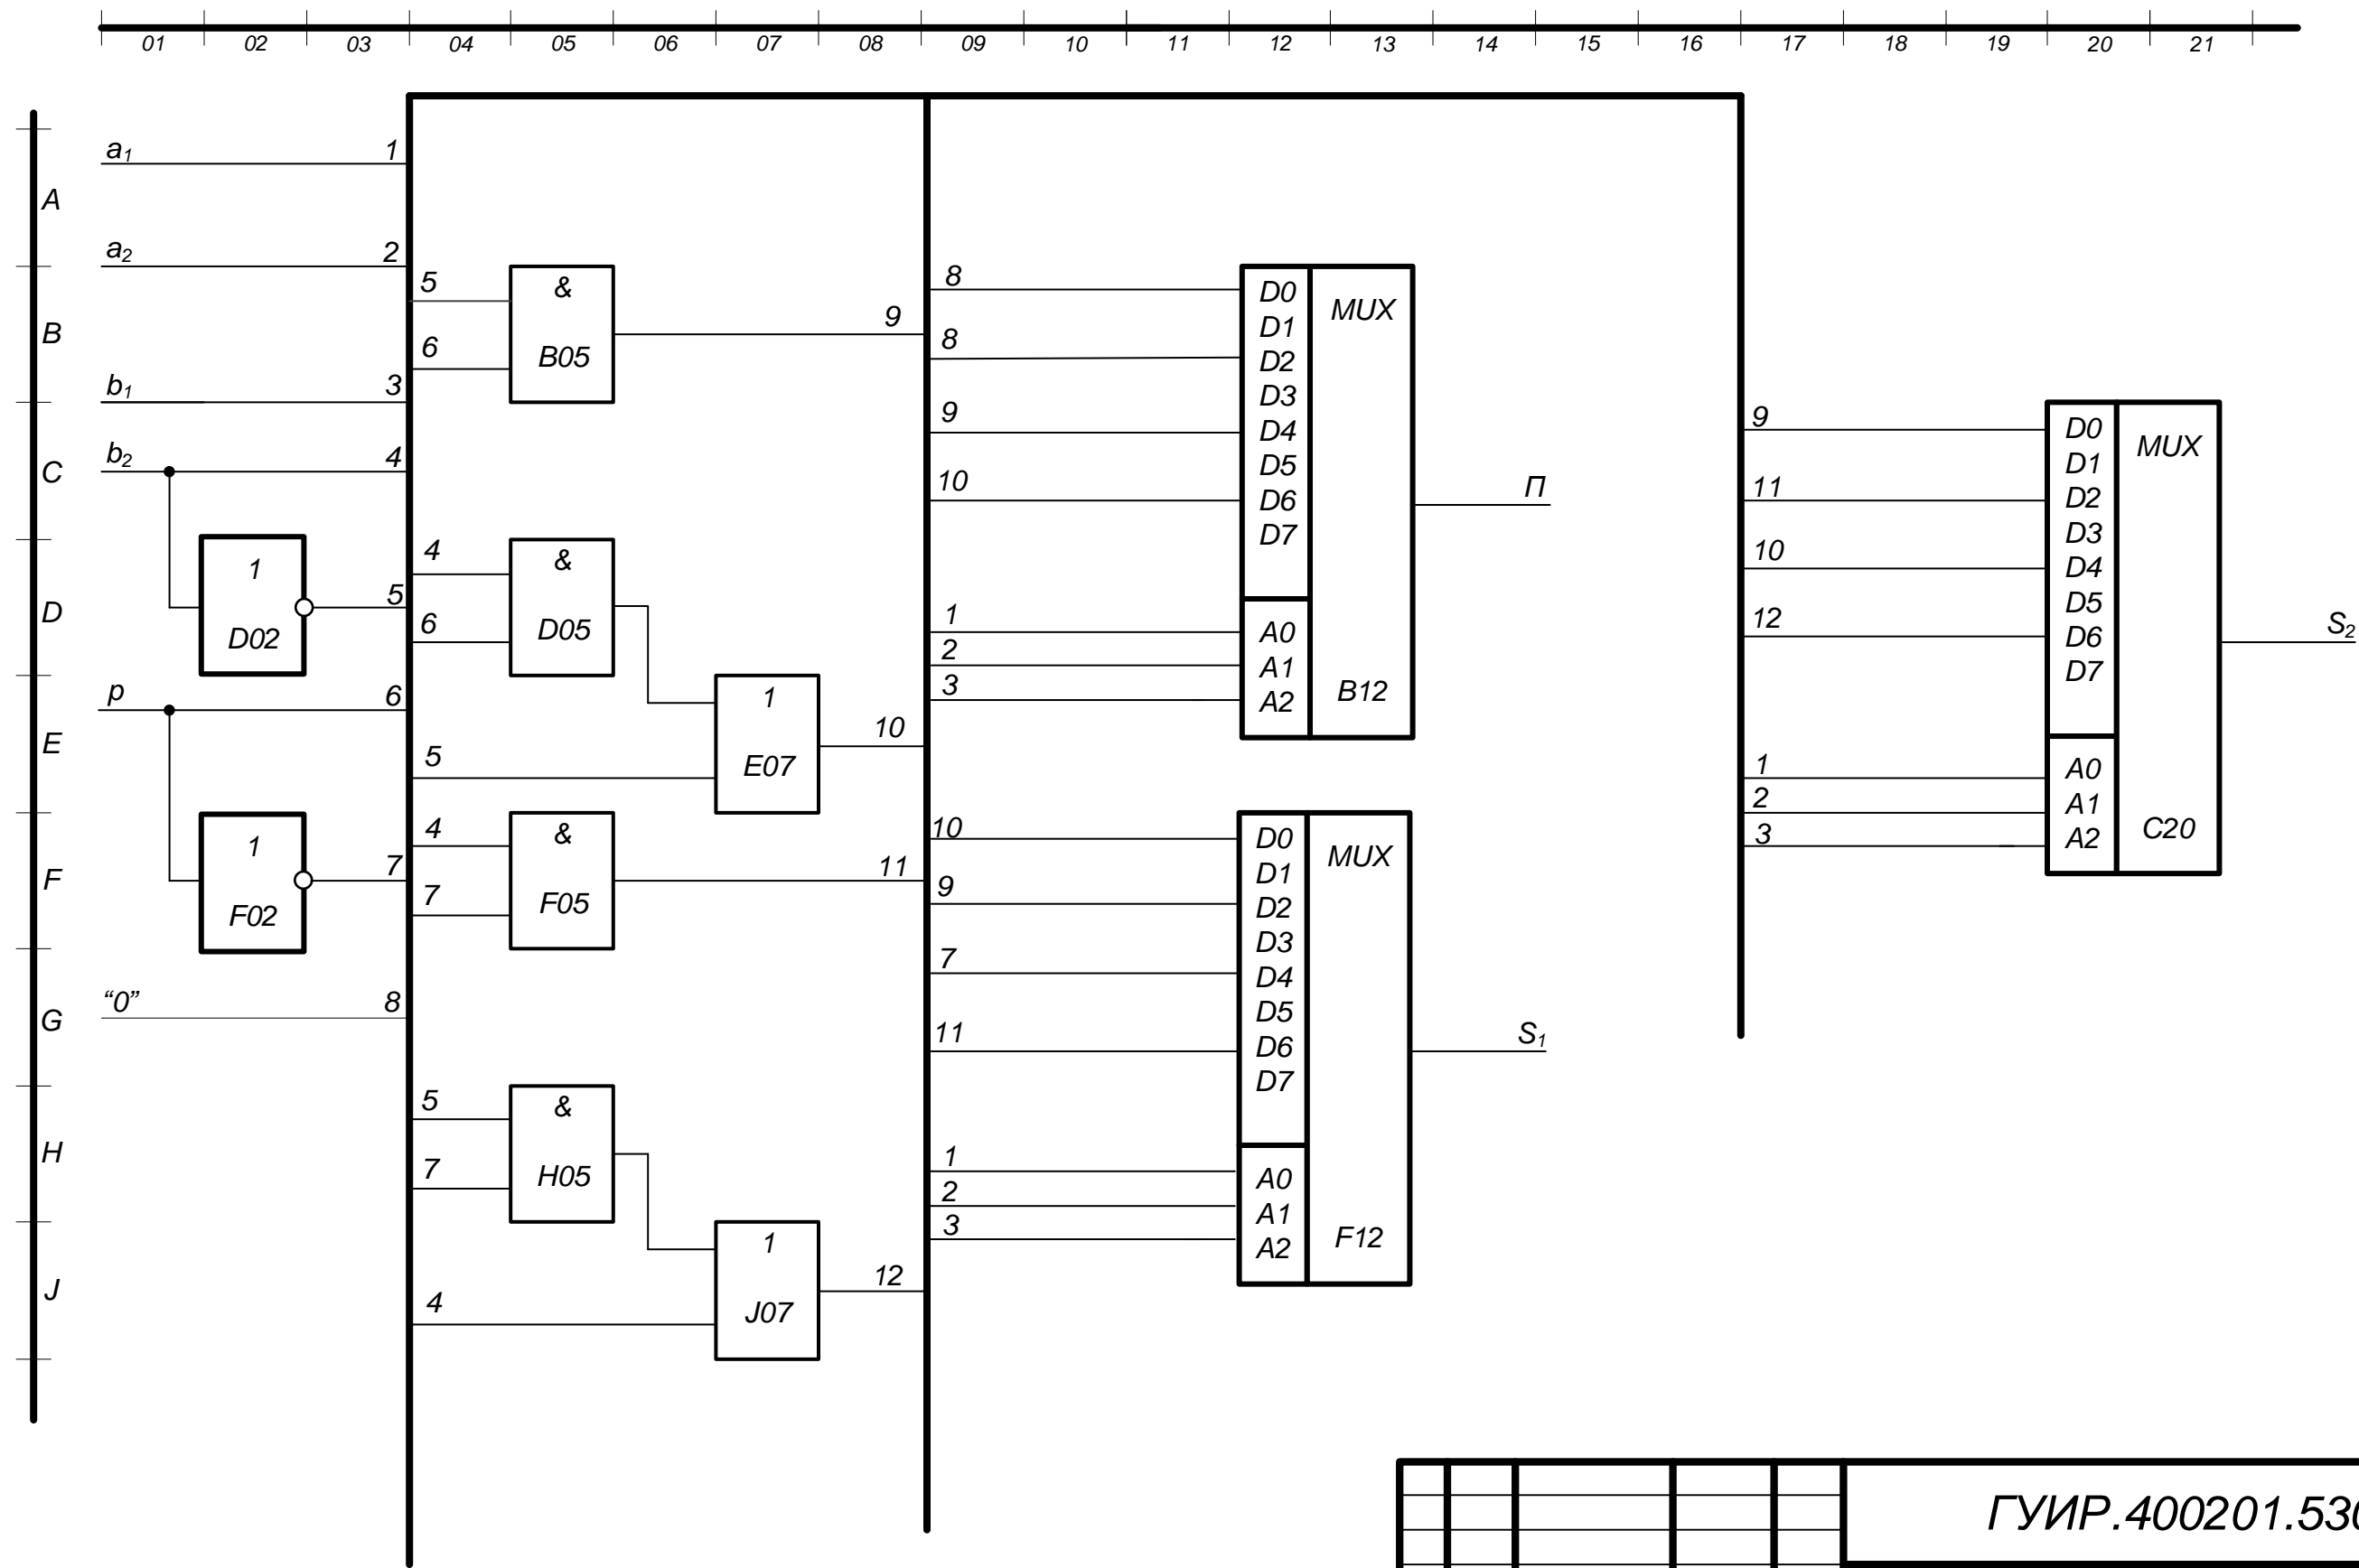 01 02 03 04 05 06 07 08 09 10 11 12 13 14 15 16 17 18 19 20 21
A
B
C
D
E
F
G
H
J
a1 1
a2 2
b1 3
b2 4
1
D02
5
p 6
1
F02
7
“0” 8
5
6
&
B05
9
4
6
&
D05
5
1
E07
10
4
7
&
F05
11
5
7
&
H05
4
1
J07
12
8
8
9
10
1
2
3
D0
D1
D2
D3
D4
D5
D6
D7
A0
A1
A2
MUX
B12
П
10
9
7
11
1
2
3
D0
D1
D2
D3
D4
D5
D6
D7
A0
A1
A2
MUX
F12
S1
9
11
10
12
1
2
3
D0
D1
D2
D3
D4
D5
D6
D7
A0
A1
A2
MUX
C20
S2
ГУИР.400201.530